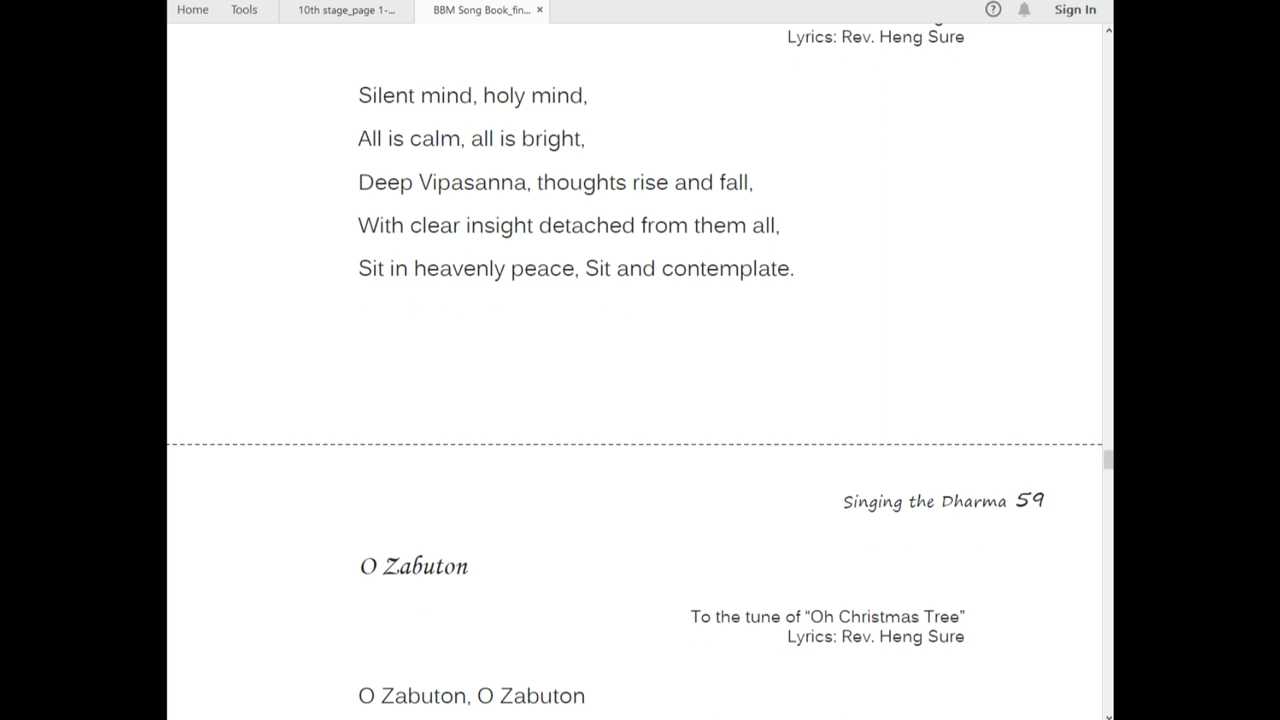 Home Tools 10th stage_page 1-... BBM Song Book_fin... × ? Sign In
Lyrics: Rev. Heng Sure
Silent mind, holy mind,
All is calm, all is bright,
Deep Vipasanna, thoughts rise and fall,
With clear insight detached from them all,
Sit in heavenly peace, Sit and contemplate.
Singing the Dharma 59
O Zabuton
To the tune of “Oh Christmas Tree”
Lyrics: Rev. Heng Sure
O Zabuton, O Zabuton